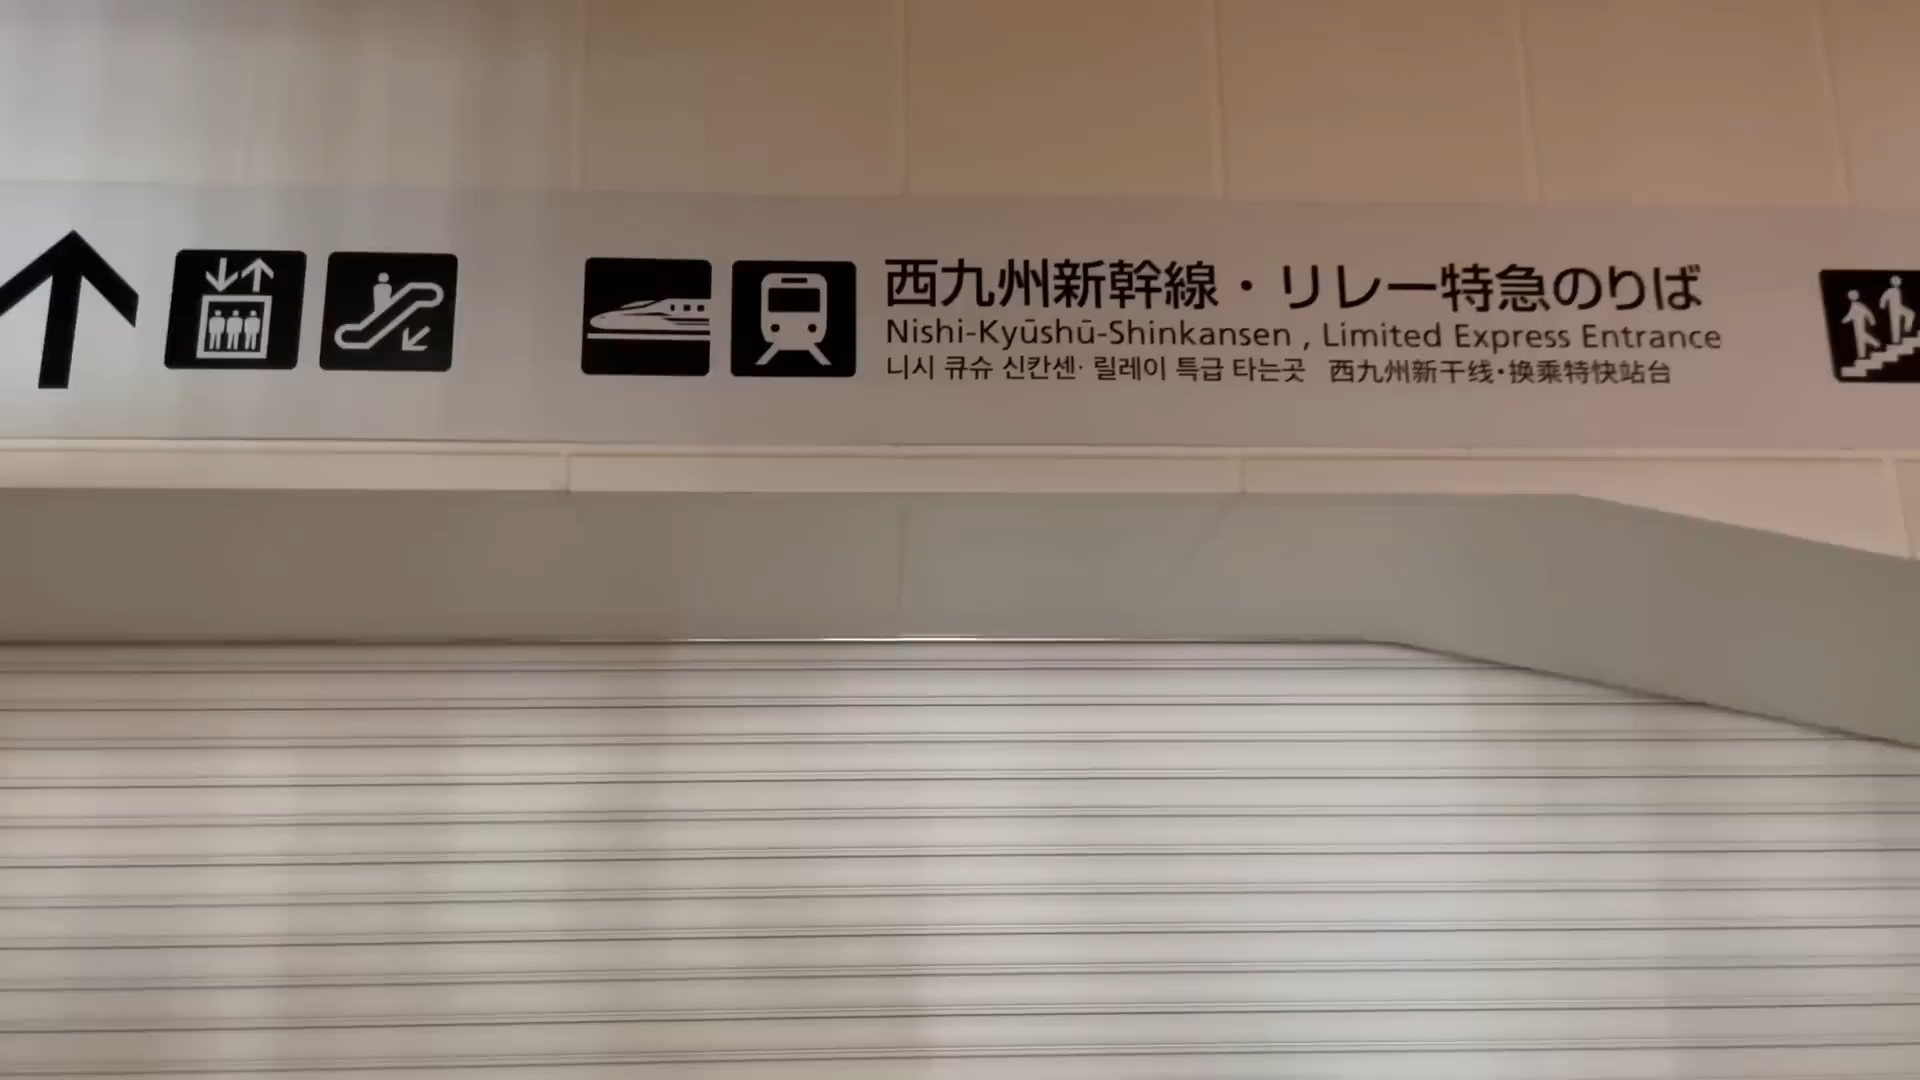 西九州新幹線・リレー特急のりば
Nishi-Kyūshū-Shinkansen , Limited Express Entrance
니시 큐슈 신칸센· 릴레이 특급 타는곳 西九州新干线·换乘特快站台